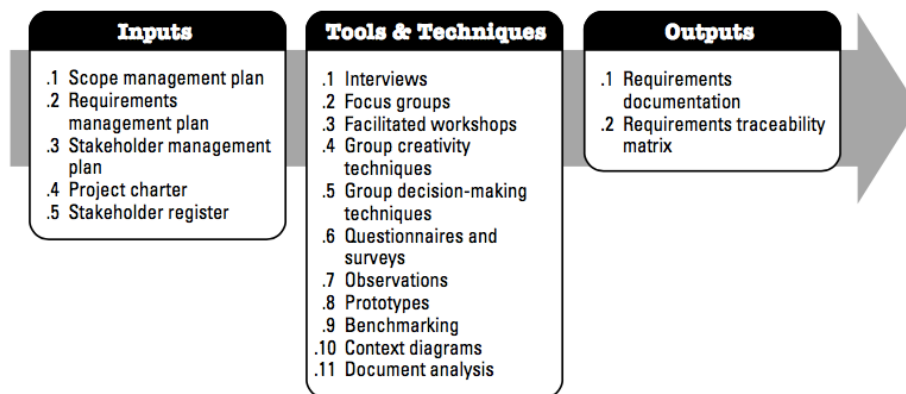 Inputs
.1 Scope management plan
.2 Requirements
management plan
.3 Stakeholder management
plan
.4 Project charter
.5 Stakeholder register
Tools & Techniques
.1 Interviews
.2 Focus groups
.3 Facilitated workshops
.4 Group creativity
techniques
.5 Group decision-making
techniques
.6 Questionnaires and
surveys
.7 Observations
.8 Prototypes
.9 Benchmarking
.10 Context diagrams
.11 Document analysis
Outputs
.1 Requirements
documentation
.2 Requirements traceability
matrix